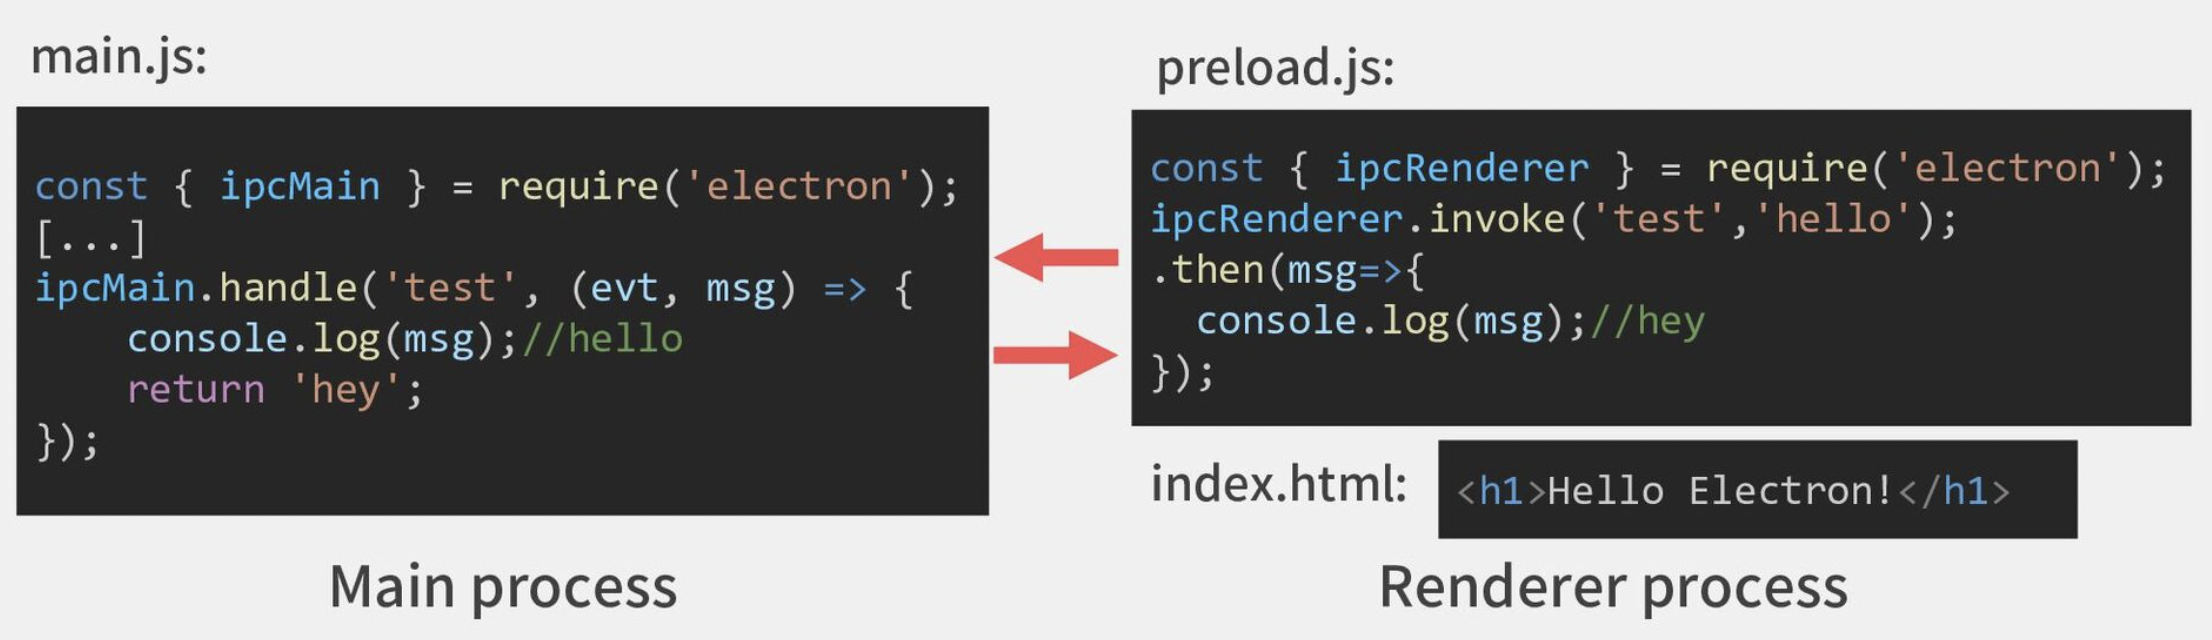 main.js:
const { ipcMain } = require('electron');
[...]
ipcMain.handle('test', (evt, msg) => {
    console.log(msg);//hello
    return 'hey';
});
Main process
preload.js:
const { ipcRenderer } = require('electron');
ipcRenderer.invoke('test','hello');
.then(msg=>{
  console.log(msg);//hey
});
index.html:
<h1>Hello Electron!</h1>
Renderer process